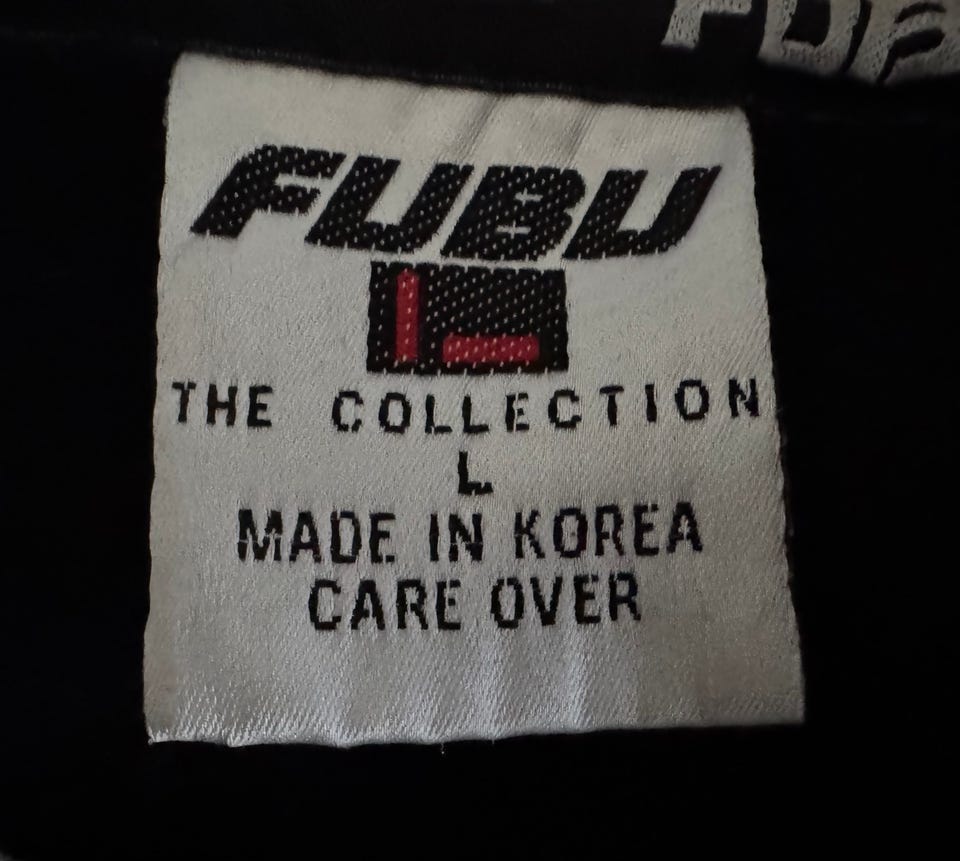 FUBU
THE COLLECTION
L
MADE IN KOREA
CARE OVER